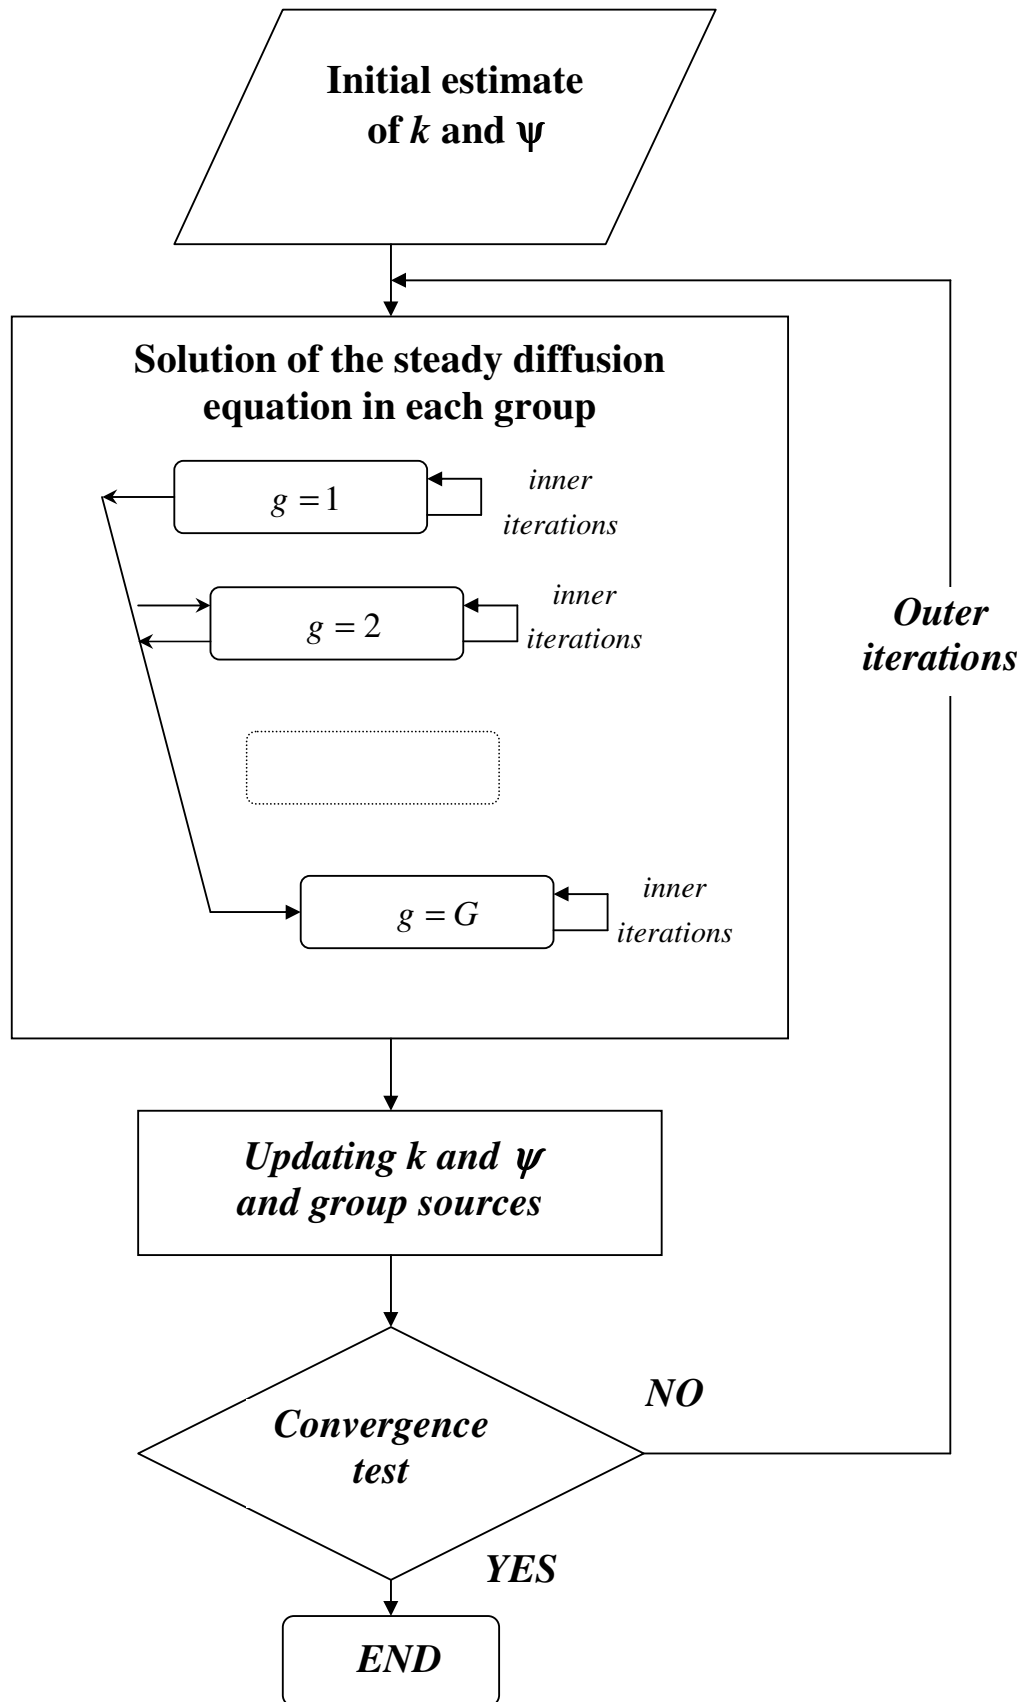 Initial estimate
of k and ψ
Solution of the steady diffusion
equation in each group
g = 1
inner
iterations
g = 2
inner
iterations
Outer
iterations
g = G
inner
iterations
Updating k and ψ
and group sources
NO
Convergence
test
YES
END